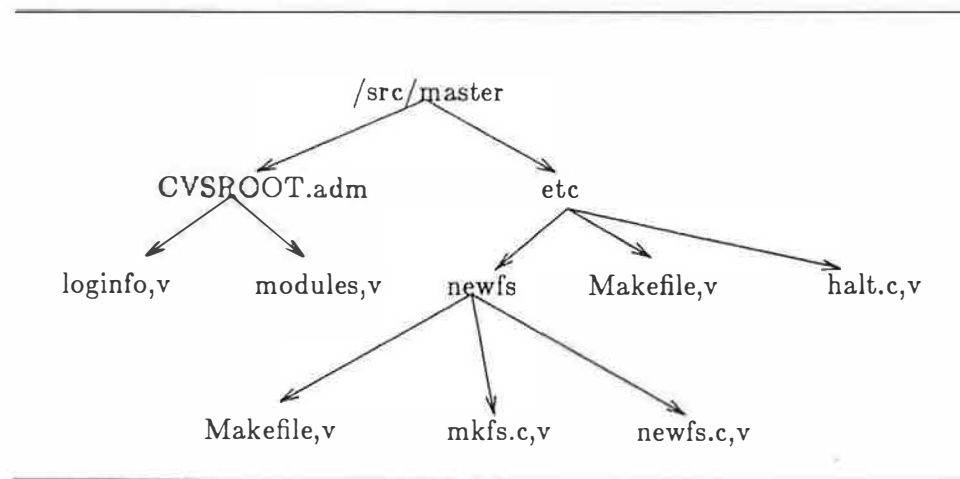 /src/master
CVSROOT.adm etc
loginfo,v modules,v newfs Makefile,v halt.c,v
Makefile,v mkfs.c,v newfs.c,v